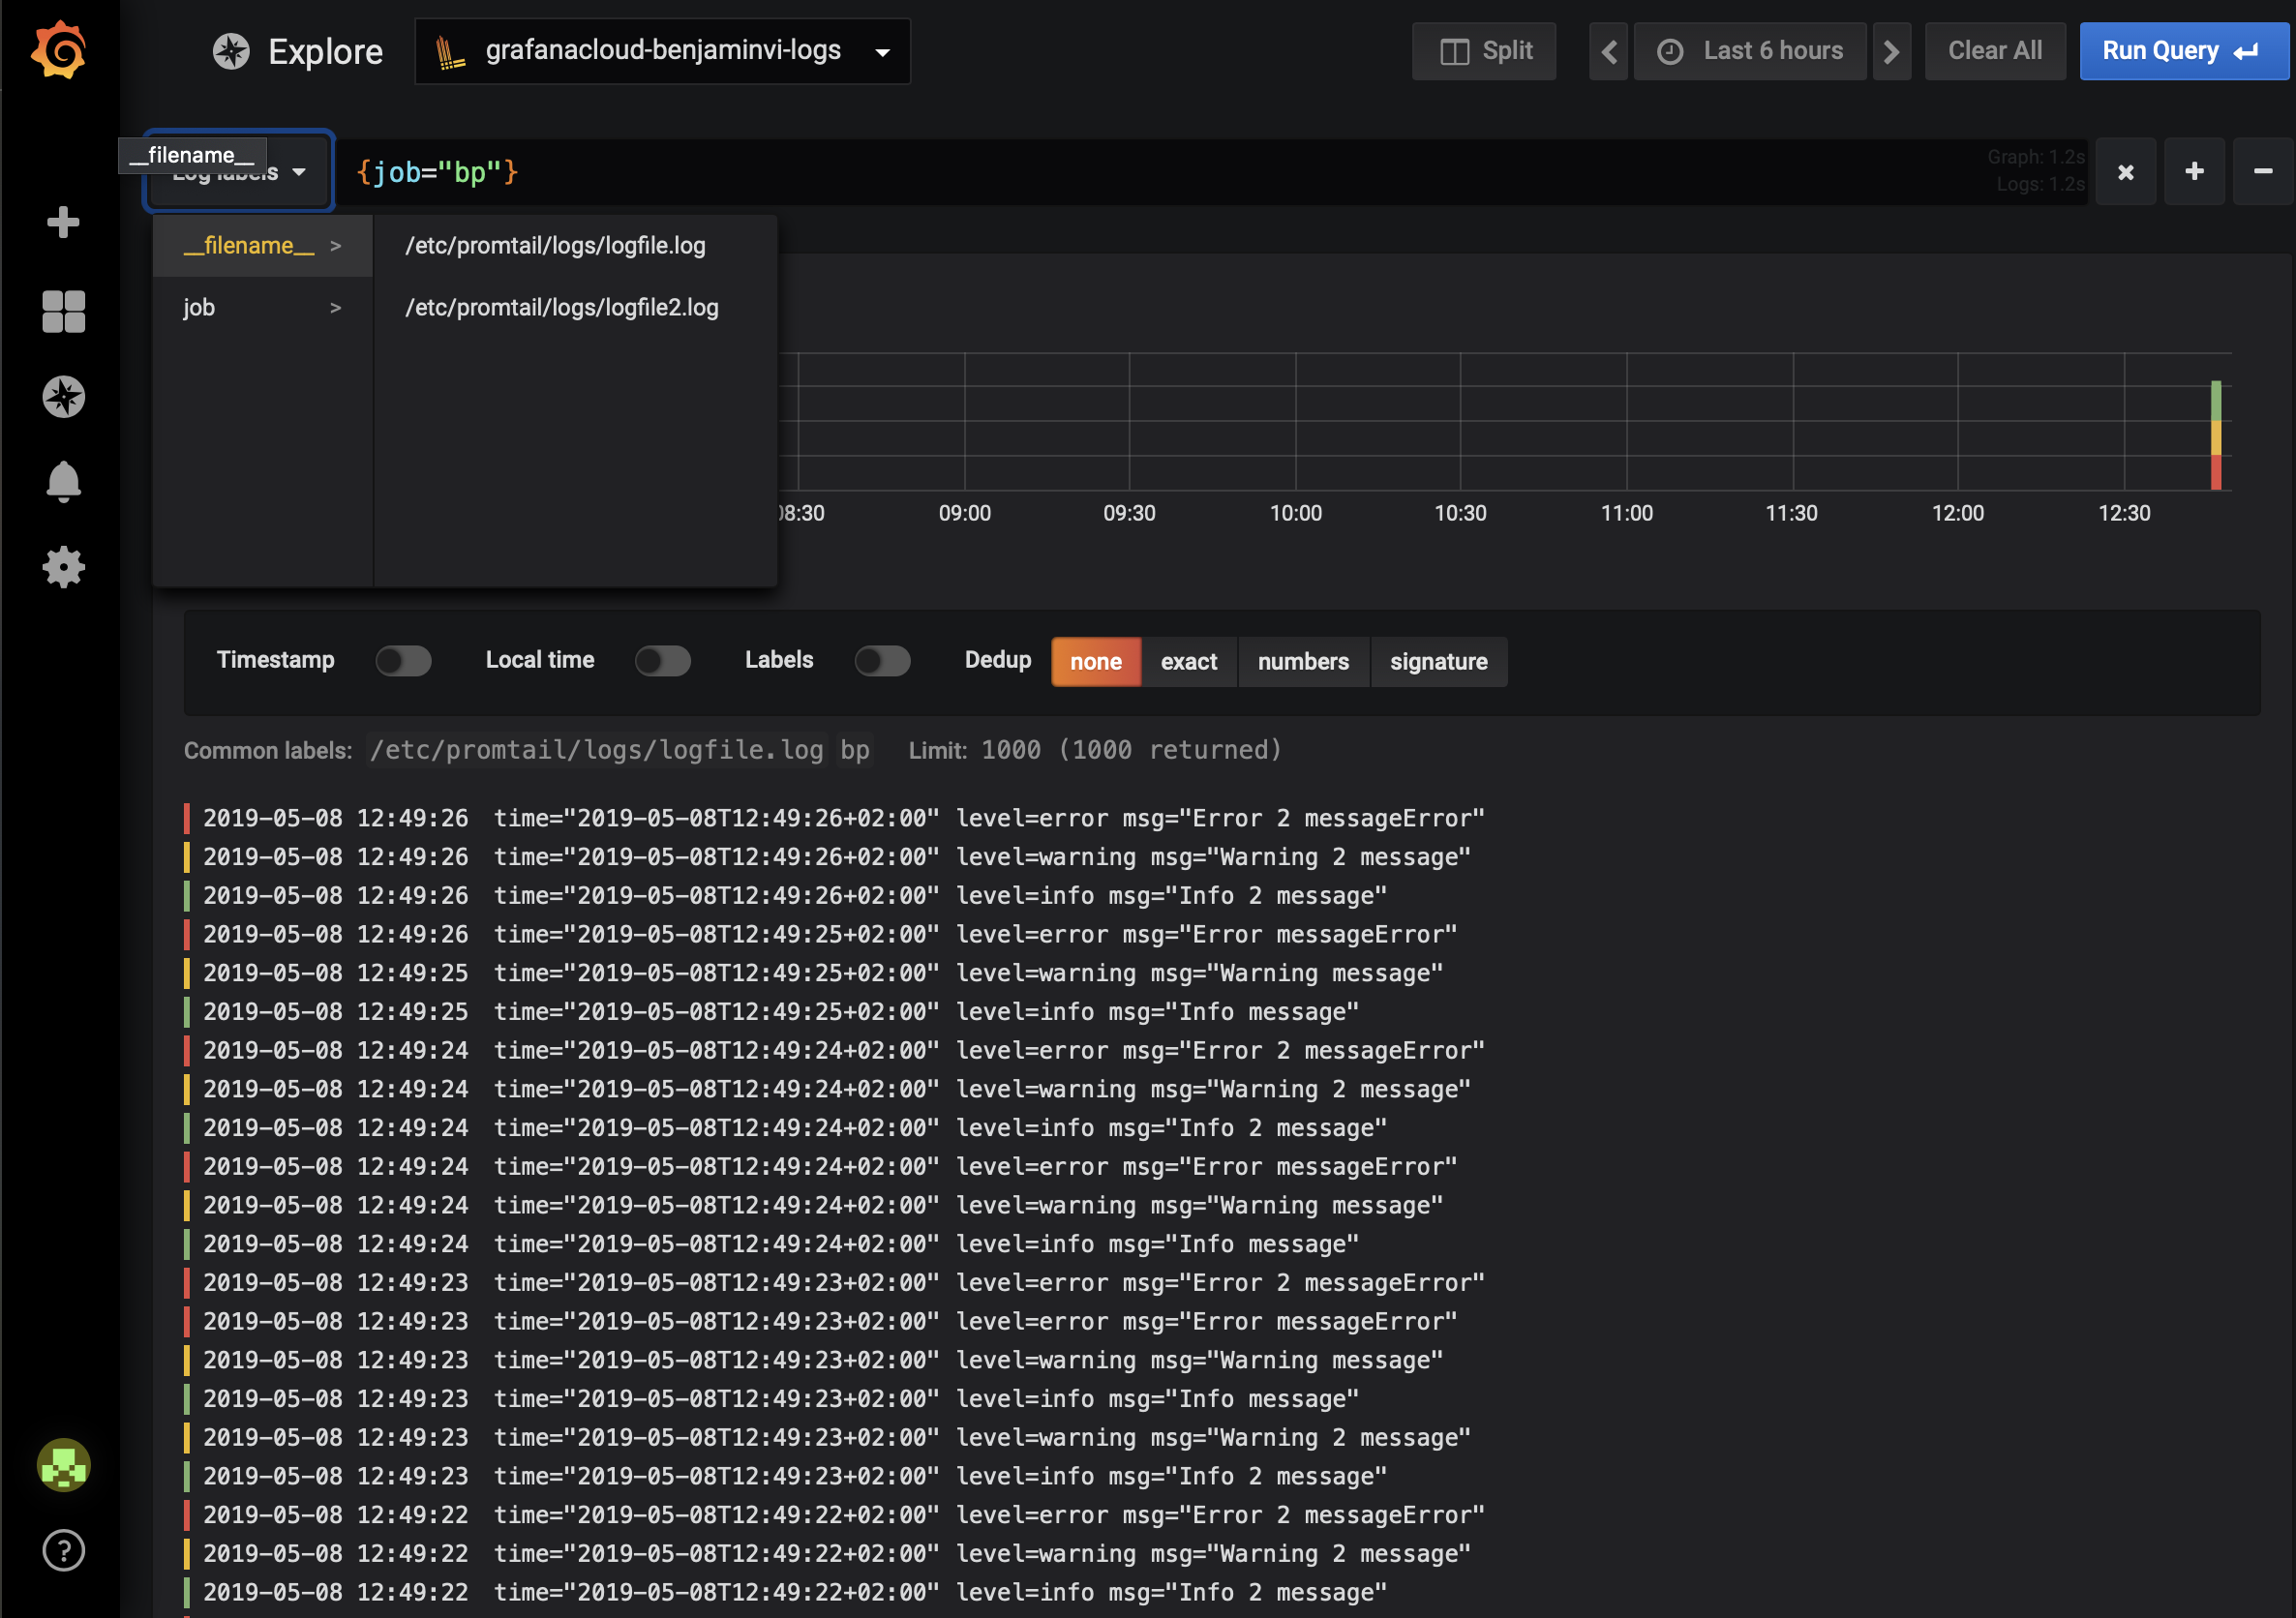 Explore grafanacloud-benjaminvi-logs Split Last 6 hours Clear All Run Query
__filename__
Log labels {job="bp"} Graph: 1.2s
Logs: 1.2s
__filename__ > /etc/promtail/logs/logfile.log
job > /etc/promtail/logs/logfile2.log
08:30 09:00 09:30 10:00 10:30 11:00 11:30 12:00 12:30
Timestamp Local time Labels Dedup none exact numbers signature
Common labels: /etc/promtail/logs/logfile.log bp Limit: 1000 (1000 returned)
2019-05-08 12:49:26 time="2019-05-08T12:49:26+02:00" level=error msg="Error 2 messageError"
2019-05-08 12:49:26 time="2019-05-08T12:49:26+02:00" level=warning msg="Warning 2 message"
2019-05-08 12:49:26 time="2019-05-08T12:49:26+02:00" level=info msg="Info 2 message"
2019-05-08 12:49:26 time="2019-05-08T12:49:25+02:00" level=error msg="Error messageError"
2019-05-08 12:49:25 time="2019-05-08T12:49:25+02:00" level=warning msg="Warning message"
2019-05-08 12:49:25 time="2019-05-08T12:49:25+02:00" level=info msg="Info message"
2019-05-08 12:49:24 time="2019-05-08T12:49:24+02:00" level=error msg="Error 2 messageError"
2019-05-08 12:49:24 time="2019-05-08T12:49:24+02:00" level=warning msg="Warning 2 message"
2019-05-08 12:49:24 time="2019-05-08T12:49:24+02:00" level=info msg="Info 2 message"
2019-05-08 12:49:24 time="2019-05-08T12:49:24+02:00" level=error msg="Error messageError"
2019-05-08 12:49:24 time="2019-05-08T12:49:24+02:00" level=warning msg="Warning message"
2019-05-08 12:49:24 time="2019-05-08T12:49:24+02:00" level=info msg="Info message"
2019-05-08 12:49:23 time="2019-05-08T12:49:23+02:00" level=error msg="Error 2 messageError"
2019-05-08 12:49:23 time="2019-05-08T12:49:23+02:00" level=error msg="Error messageError"
2019-05-08 12:49:23 time="2019-05-08T12:49:23+02:00" level=warning msg="Warning message"
2019-05-08 12:49:23 time="2019-05-08T12:49:23+02:00" level=info msg="Info message"
2019-05-08 12:49:23 time="2019-05-08T12:49:23+02:00" level=warning msg="Warning 2 message"
2019-05-08 12:49:23 time="2019-05-08T12:49:23+02:00" level=info msg="Info 2 message"
2019-05-08 12:49:22 time="2019-05-08T12:49:22+02:00" level=error msg="Error 2 messageError"
2019-05-08 12:49:22 time="2019-05-08T12:49:22+02:00" level=warning msg="Warning 2 message"
2019-05-08 12:49:22 time="2019-05-08T12:49:22+02:00" level=info msg="Info 2 message"